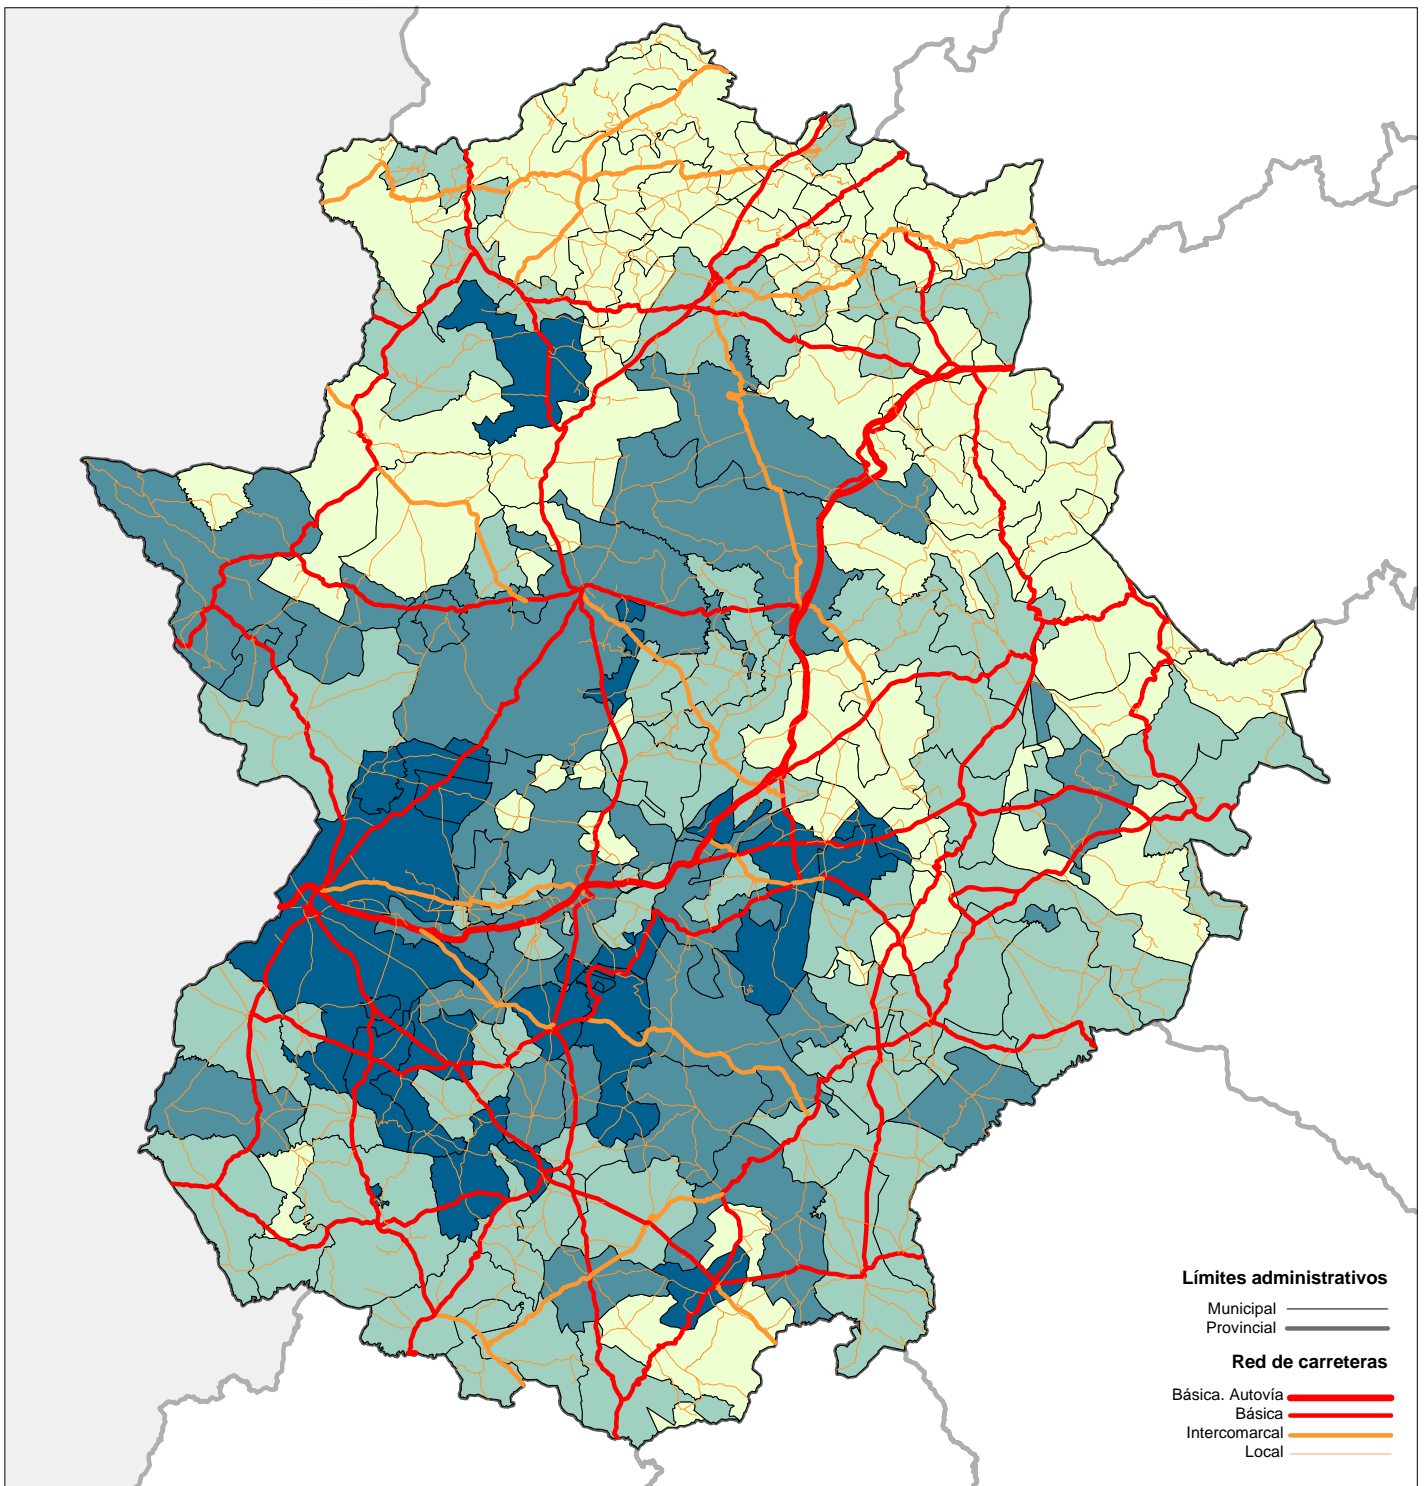 Límites administrativos
Municipal
Provincial
Red de carreteras
Básica. Autovía
Básica
Intercomarcal
Local